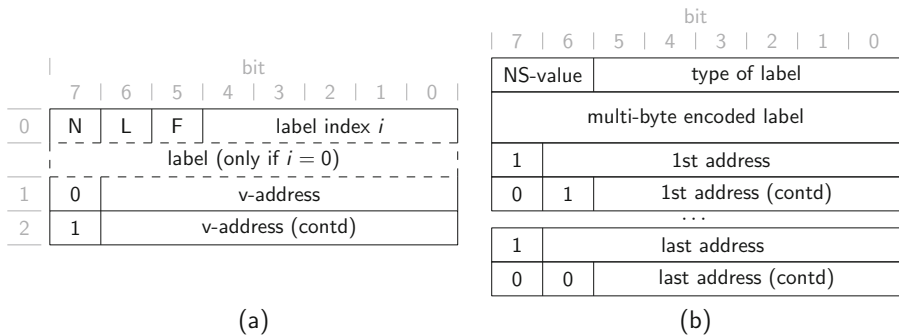 bit
7 | 6 | 5 | 4 | 3 | 2 | 1 | 0
0 N L F label index i
label (only if i = 0)
1 0 v-address
2 1 v-address (contd)
(a)
bit
7 | 6 | 5 | 4 | 3 | 2 | 1 | 0
NS-value type of label
multi-byte encoded label
1 1st address
0 1 1st address (contd)
...
1 last address
0 0 last address (contd)
(b)